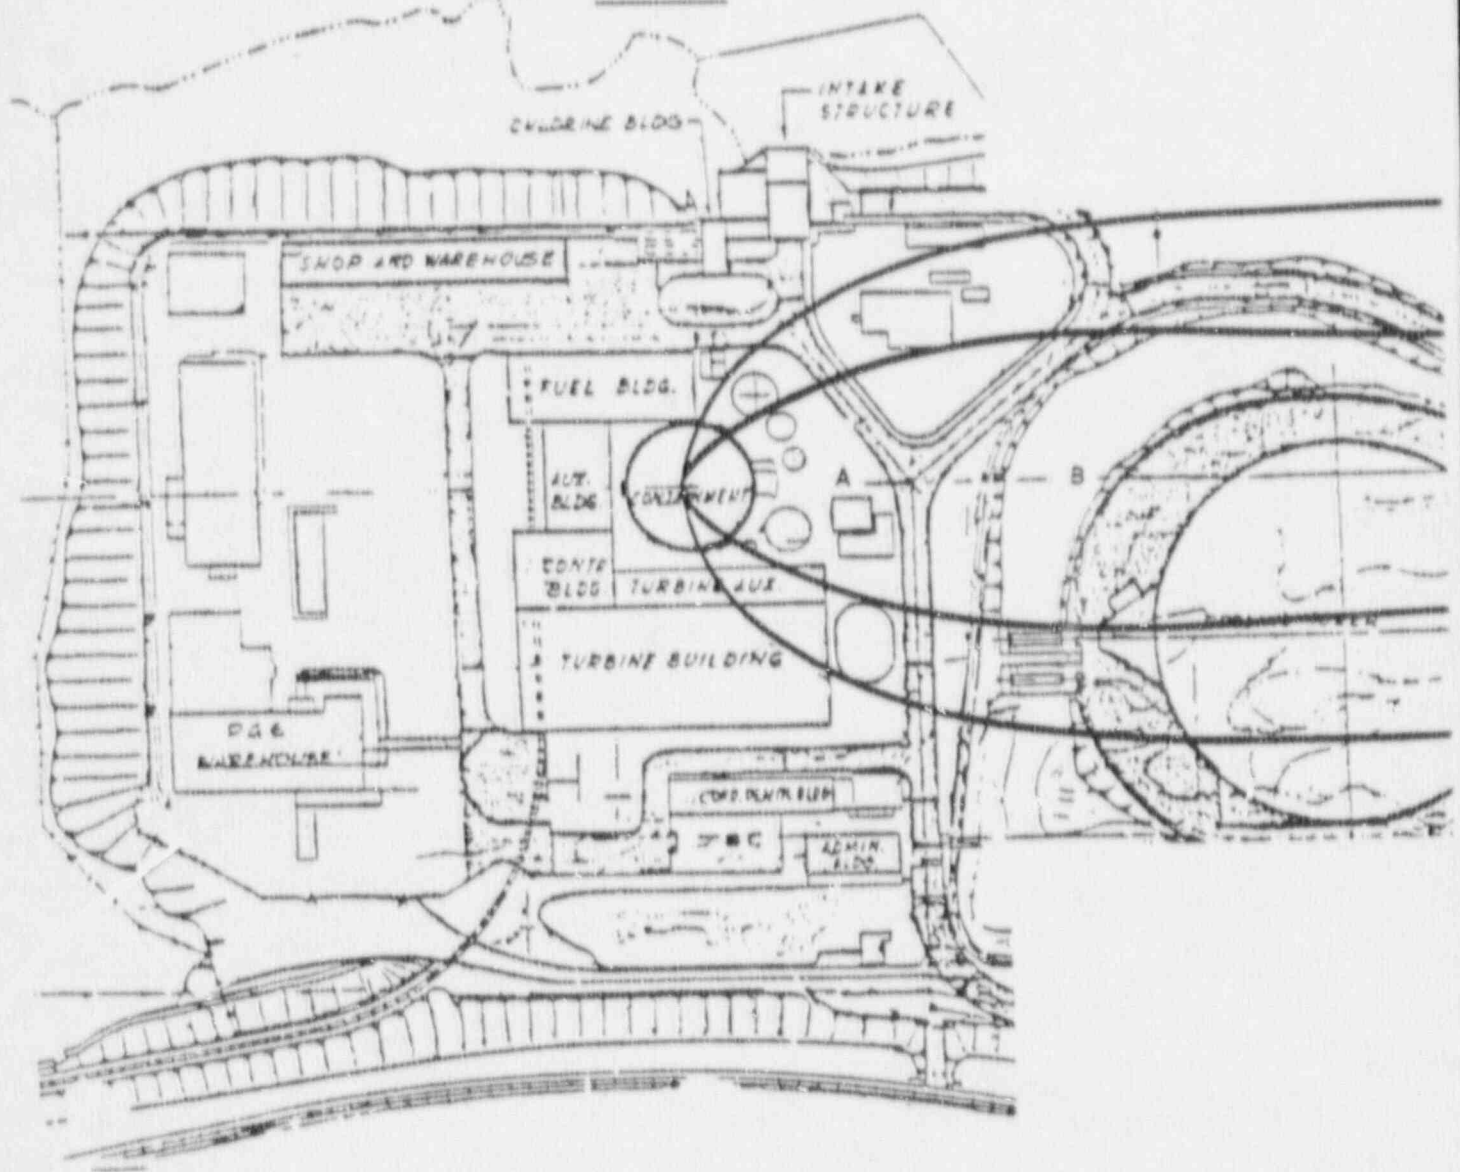 INTAKE
STRUCTURE
CHLORINE BLDG
SHOP AND WAREHOUSE
FUEL BLDG.
AUX.
BLDG
CONTAINMENT
A
B
CONTR
BLDG
TURBINE AUX.
TURBINE BUILDING
WAREHOUSE
ADMIN.
BLDG